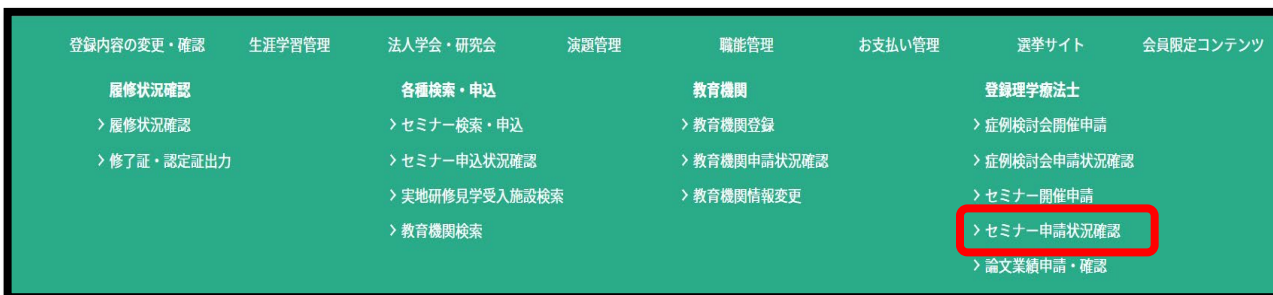 登録内容の変更・確認 生涯学習管理 法人学会・研究会 演題管理 職能管理 お支払い管理 選挙サイト 会員限定コンテンツ
履修状況確認
> 履修状況確認
> 修了証・認定証出力
各種検索・申込
> セミナー検索・申込
> セミナー申込状況確認
> 実地研修見学受入施設検索
> 教育機関検索
教育機関
> 教育機関登録
> 教育機関申請状況確認
> 教育機関情報変更
登録理学療法士
> 症例検討会開催申請
> 症例検討会申請状況確認
> セミナー開催申請
> セミナー申請状況確認
> 論文業績申請・確認